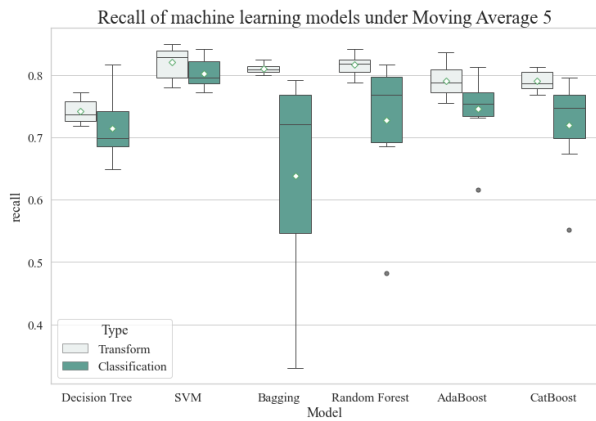 Recall of machine learning models under Moving Average 5
recall
0.8
0.7
0.6
0.5
0.4
Type
Transform
Classification
Decision Tree SVM Bagging Random Forest AdaBoost CatBoost
Model